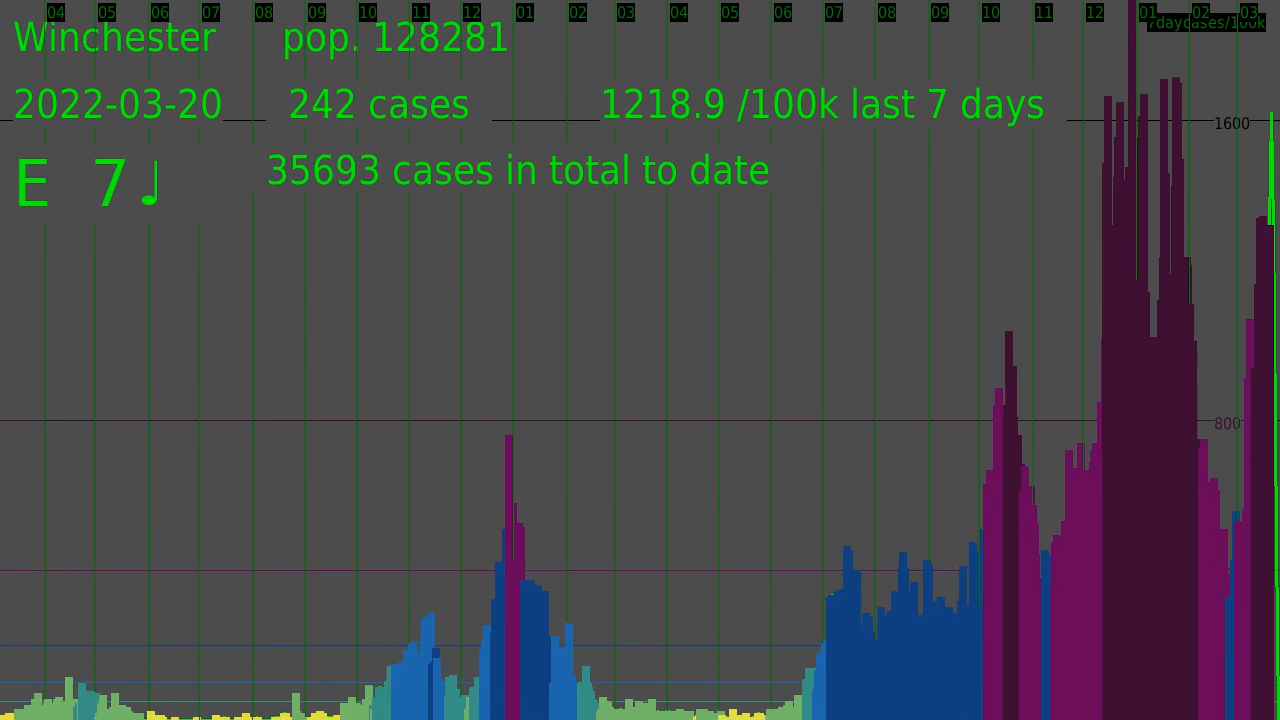 04 05 06 07 08 09 10 11 12 01 02 03 04 05 06 07 08 09 10 11 12 01 02 03
7daycases/100k
Winchester pop. 128281
2022-03-20 242 cases 1218.9 /100k last 7 days
1600
E 7♩ 35693 cases in total to date
800